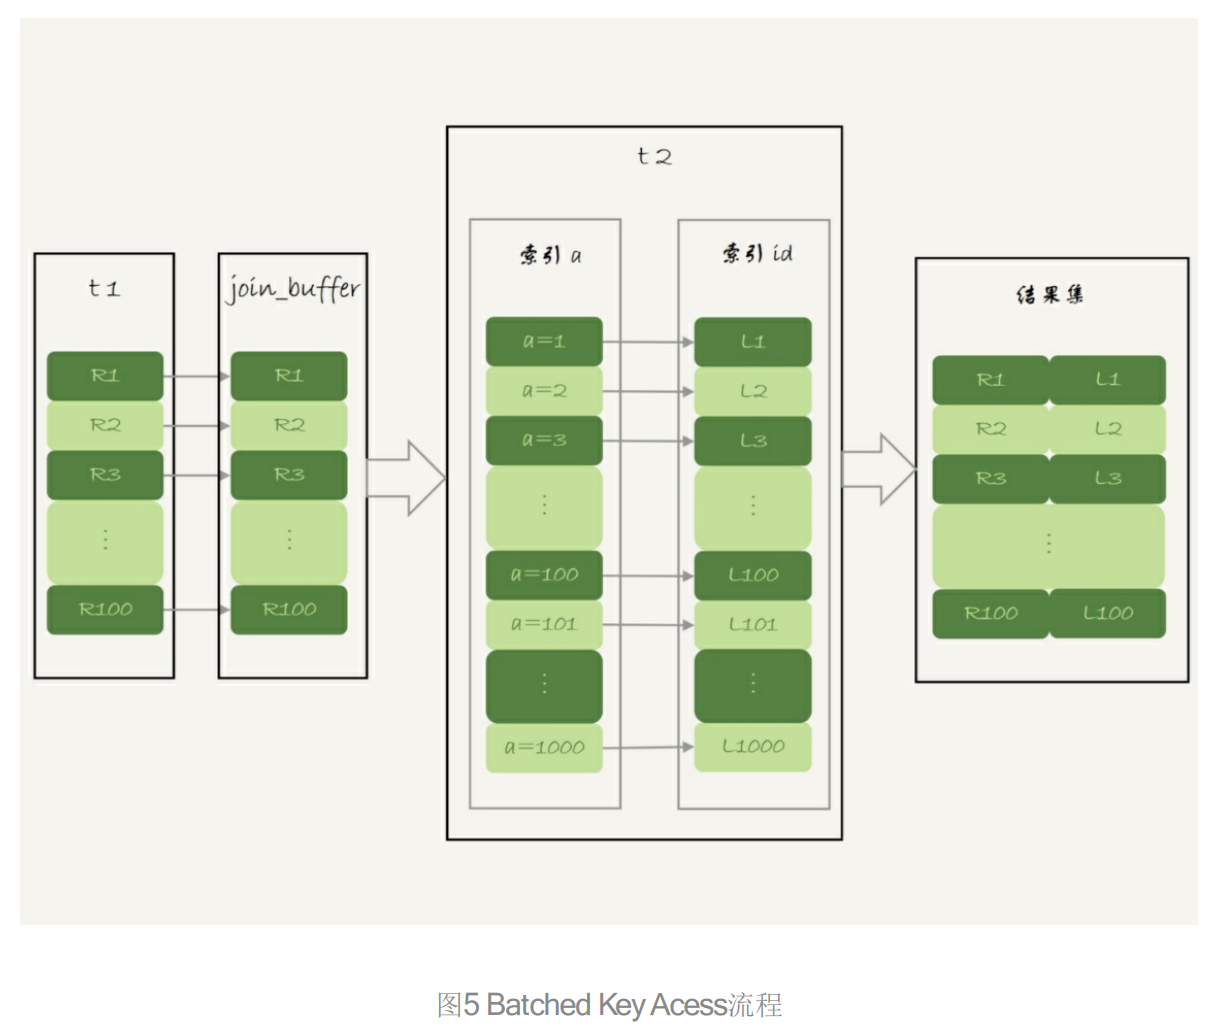 t1
R1
R2
R3
⋮
R100
join_buffer
R1
R2
R3
⋮
R100
t2
索引 a
a=1
a=2
a=3
⋮
a=100
a=101
⋮
a=1000
索引 id
L1
L2
L3
⋮
L100
L101
⋮
L1000
结果集
R1 L1
R2 L2
R3 L3
⋮
R100 L100
图5 Batched Key Acess流程